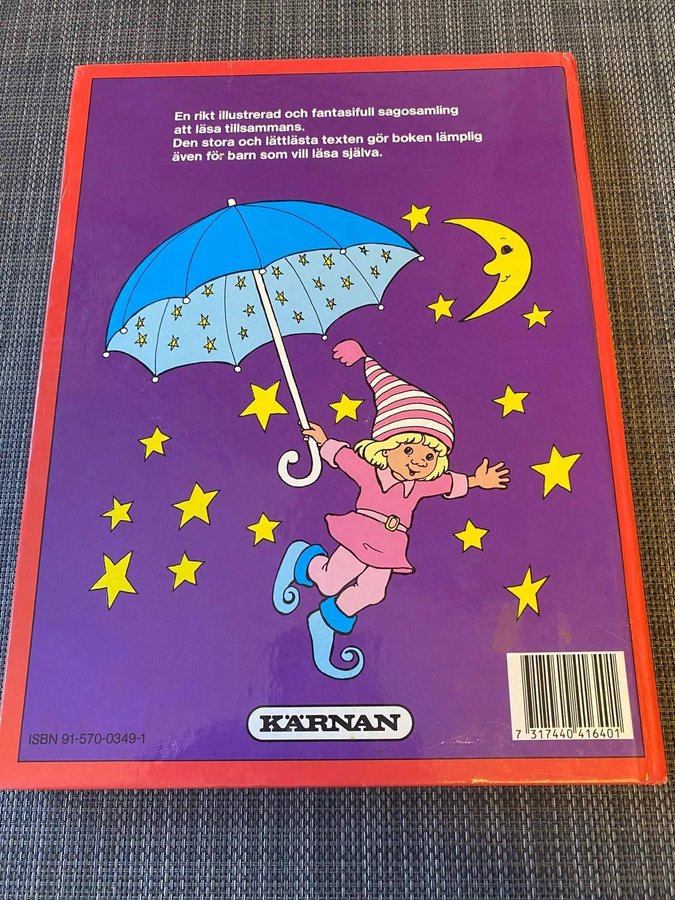 En rikt illustrerad och fantasifull sagosamling
att läsa tillsammans.
Den stora och lättlästa texten gör boken lämplig
även för barn som vill läsa själva.
KÄRNAN
ISBN 91-570-0349-1
7 317440 416401